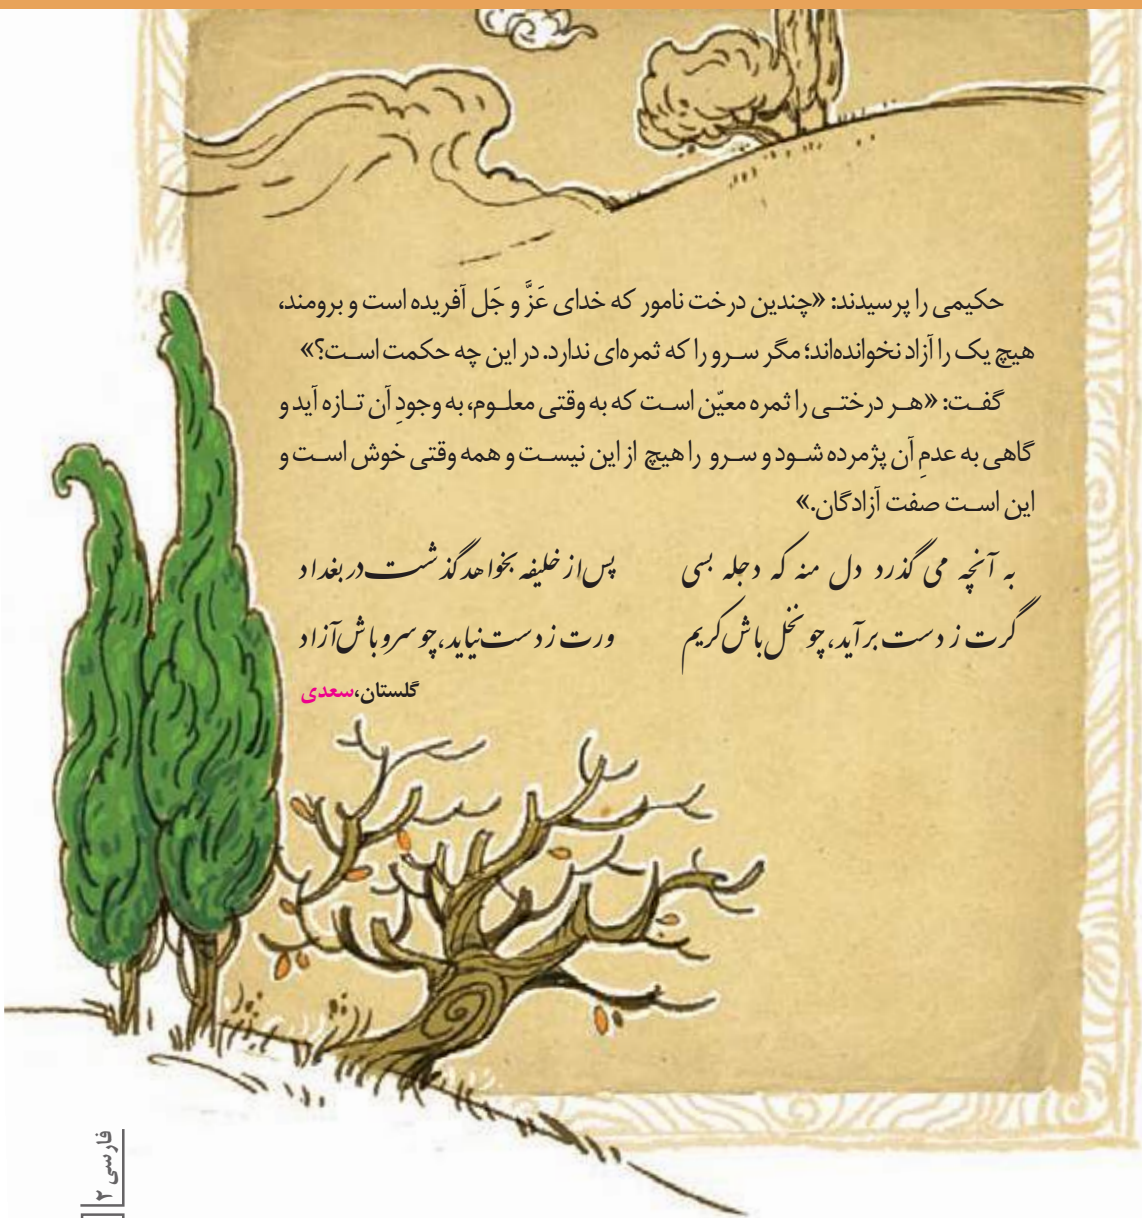 حکیمی را پرسیدند: «چندین درخت نامور که خدای عَزَّ و جَل آفریده است و برومند،
هیچ یک را آزاد نخوانده‌اند؛ مگر سرو را که ثمره‌ای ندارد. در این چه حکمت است؟»
گفت: «هر درختی را ثمره معیّن است که به وقتی معلوم، به وجودِ آن تازه آید و
گاهی به عدمِ آن پژمرده شود و سرو را هیچ از این نیست و همه وقتی خوش است و
این است صفت آزادگان.»
به آنچه می گذرد دل منه که دجله بسی پس از خلیفه بخواهد گذشت در بغداد
گرت ز دست برآید، چو نخل باش کریم ورت ز دست نیاید، چو سرو باش آزاد
گلستان، سعدی
فارسی ۲